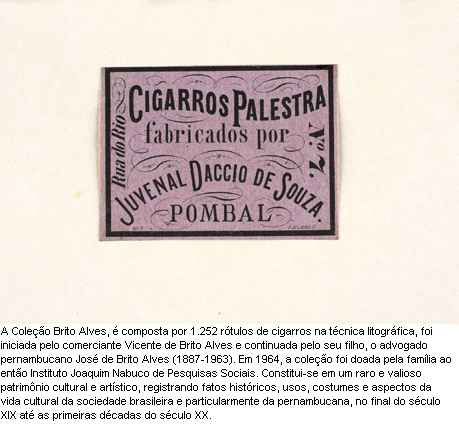 CIGARROS PALESTRA
fabricados por
Rua do Rio
Nº 7.
JUVENAL DACCIO DE SOUZA.
POMBAL
A Coleção Brito Alves, é composta por 1.252 rótulos de cigarros na técnica litográfica, foi
iniciada pelo comerciante Vicente de Brito Alves e continuada pelo seu filho, o advogado
pernambucano José de Brito Alves (1887-1963). Em 1964, a coleção foi doada pela família ao
então Instituto Joaquim Nabuco de Pesquisas Sociais. Constitui-se em um raro e valioso
patrimônio cultural e artístico, registrando fatos históricos, usos, costumes e aspectos da
vida cultural da sociedade brasileira e particularmente da pernambucana, no final do século
XIX até as primeiras décadas do século XX.